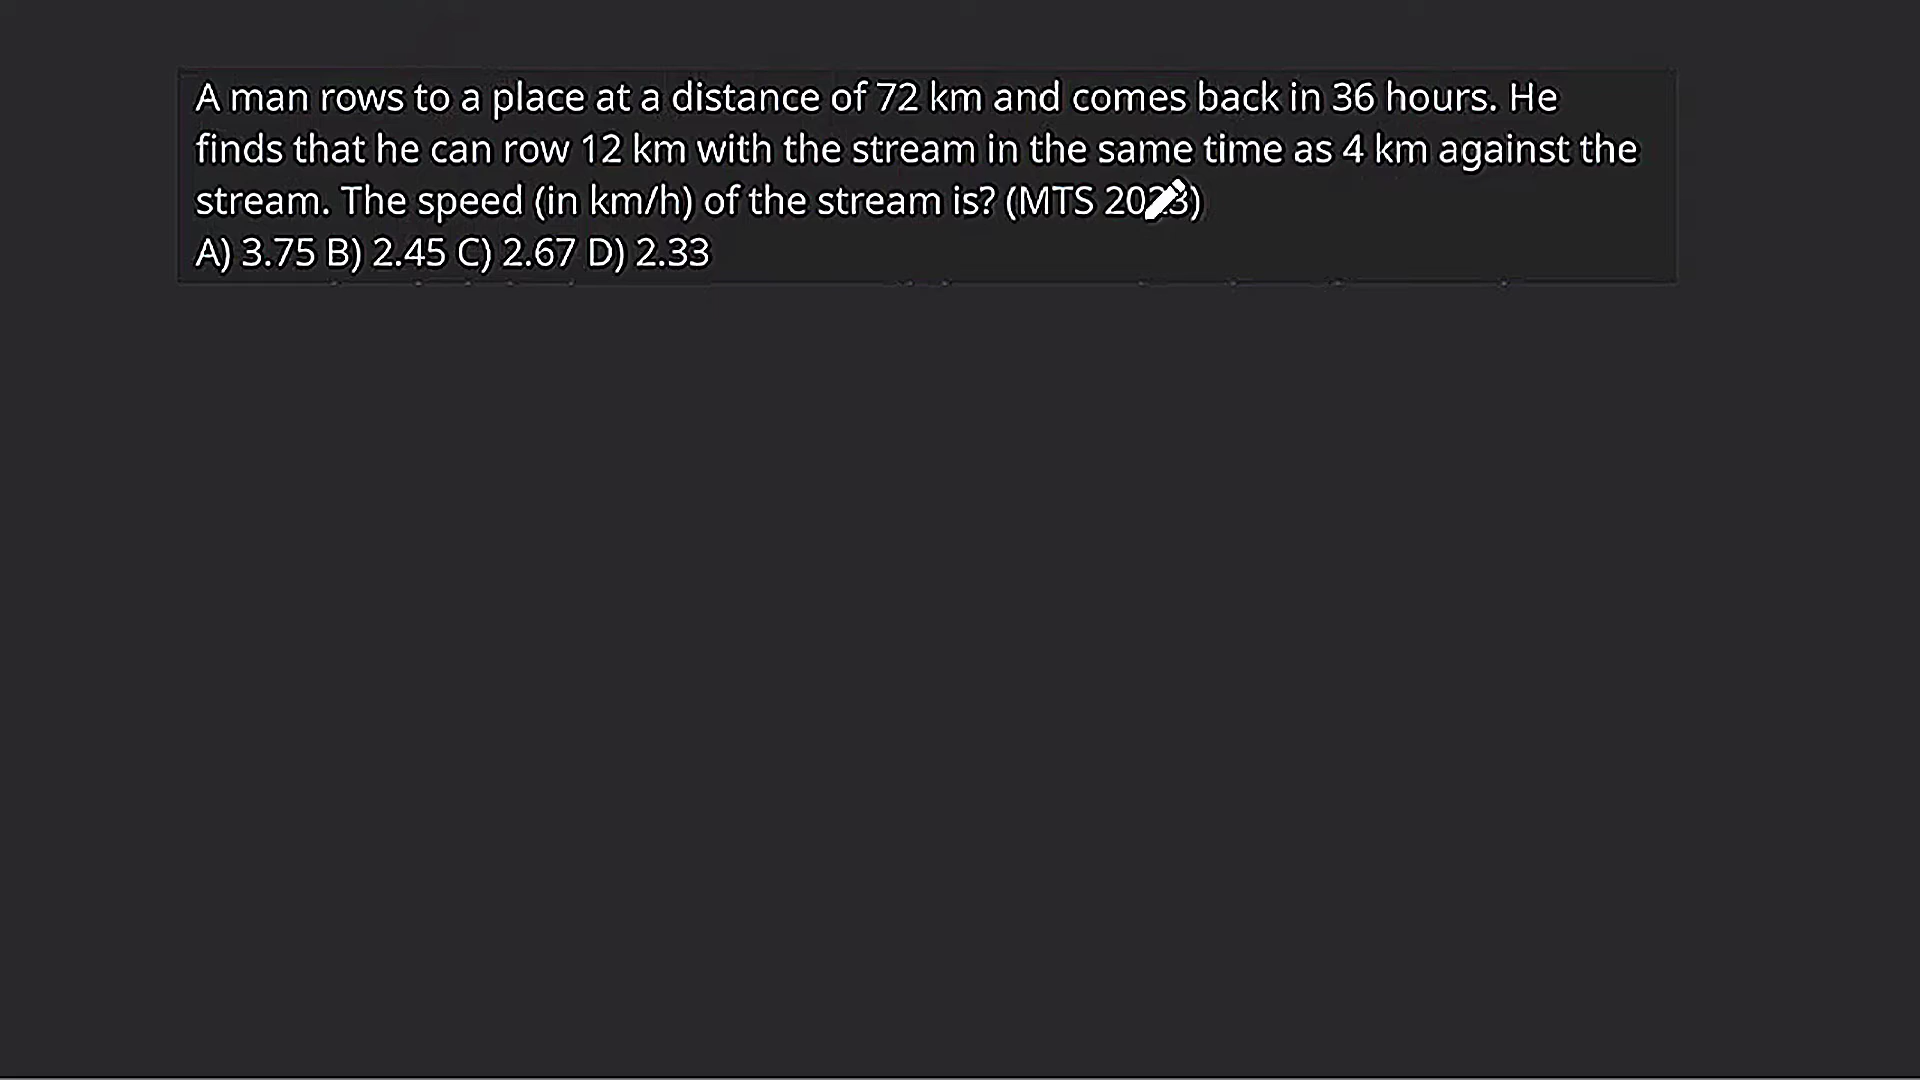 A man rows to a place at a distance of 72 km and comes back in 36 hours. He
finds that he can row 12 km with the stream in the same time as 4 km against the
stream. The speed (in km/h) of the stream is? (MTS 2023)
A) 3.75 B) 2.45 C) 2.67 D) 2.33